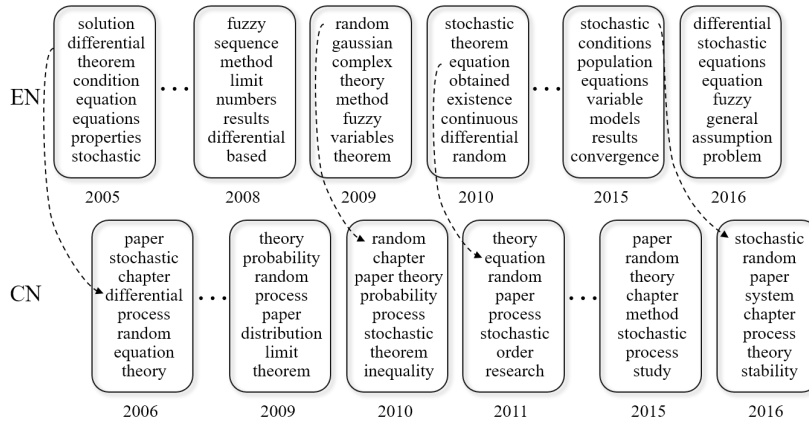 EN
solution
differential
theorem
condition
equation
equations
properties
stochastic
2005
...
fuzzy
sequence
method
limit
numbers
results
differential
based
2008
random
gaussian
complex
theory
method
fuzzy
variables
theorem
2009
stochastic
theorem
equation
obtained
existence
continuous
differential
random
2010
...
stochastic
conditions
population
equations
variable
models
results
convergence
2015
differential
stochastic
equations
equation
fuzzy
general
assumption
problem
2016
CN
paper
stochastic
chapter
differential
process
random
equation
theory
2006
...
theory
probability
random
process
paper
distribution
limit
theorem
2009
random
chapter
paper theory
probability
process
stochastic
theorem
inequality
2010
theory
equation
random
paper
process
stochastic
order
research
2011
...
paper
random
theory
chapter
method
stochastic
process
study
2015
stochastic
random
paper
system
chapter
process
theory
stability
2016